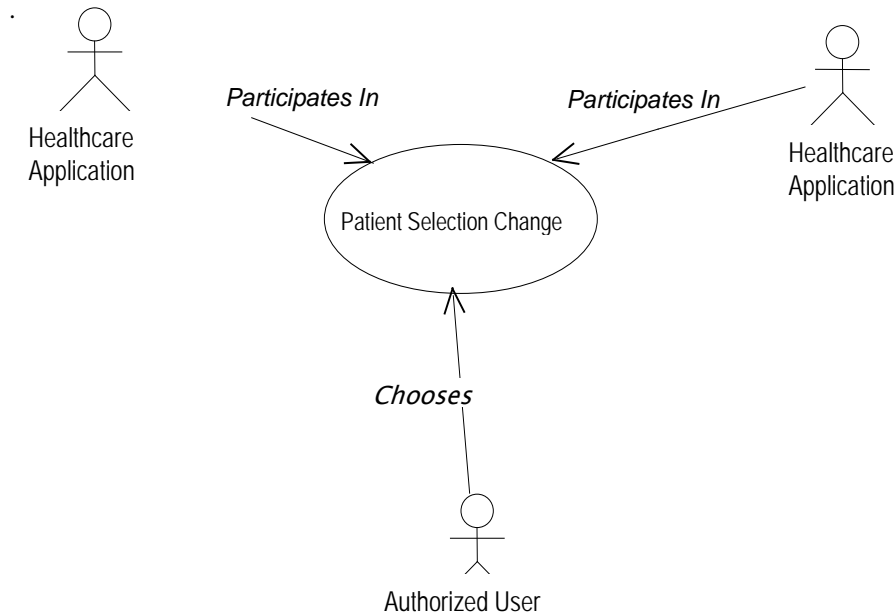 .
Participates In
Participates In
Healthcare
Application
Healthcare
Application
Patient Selection Change
Chooses
Authorized User